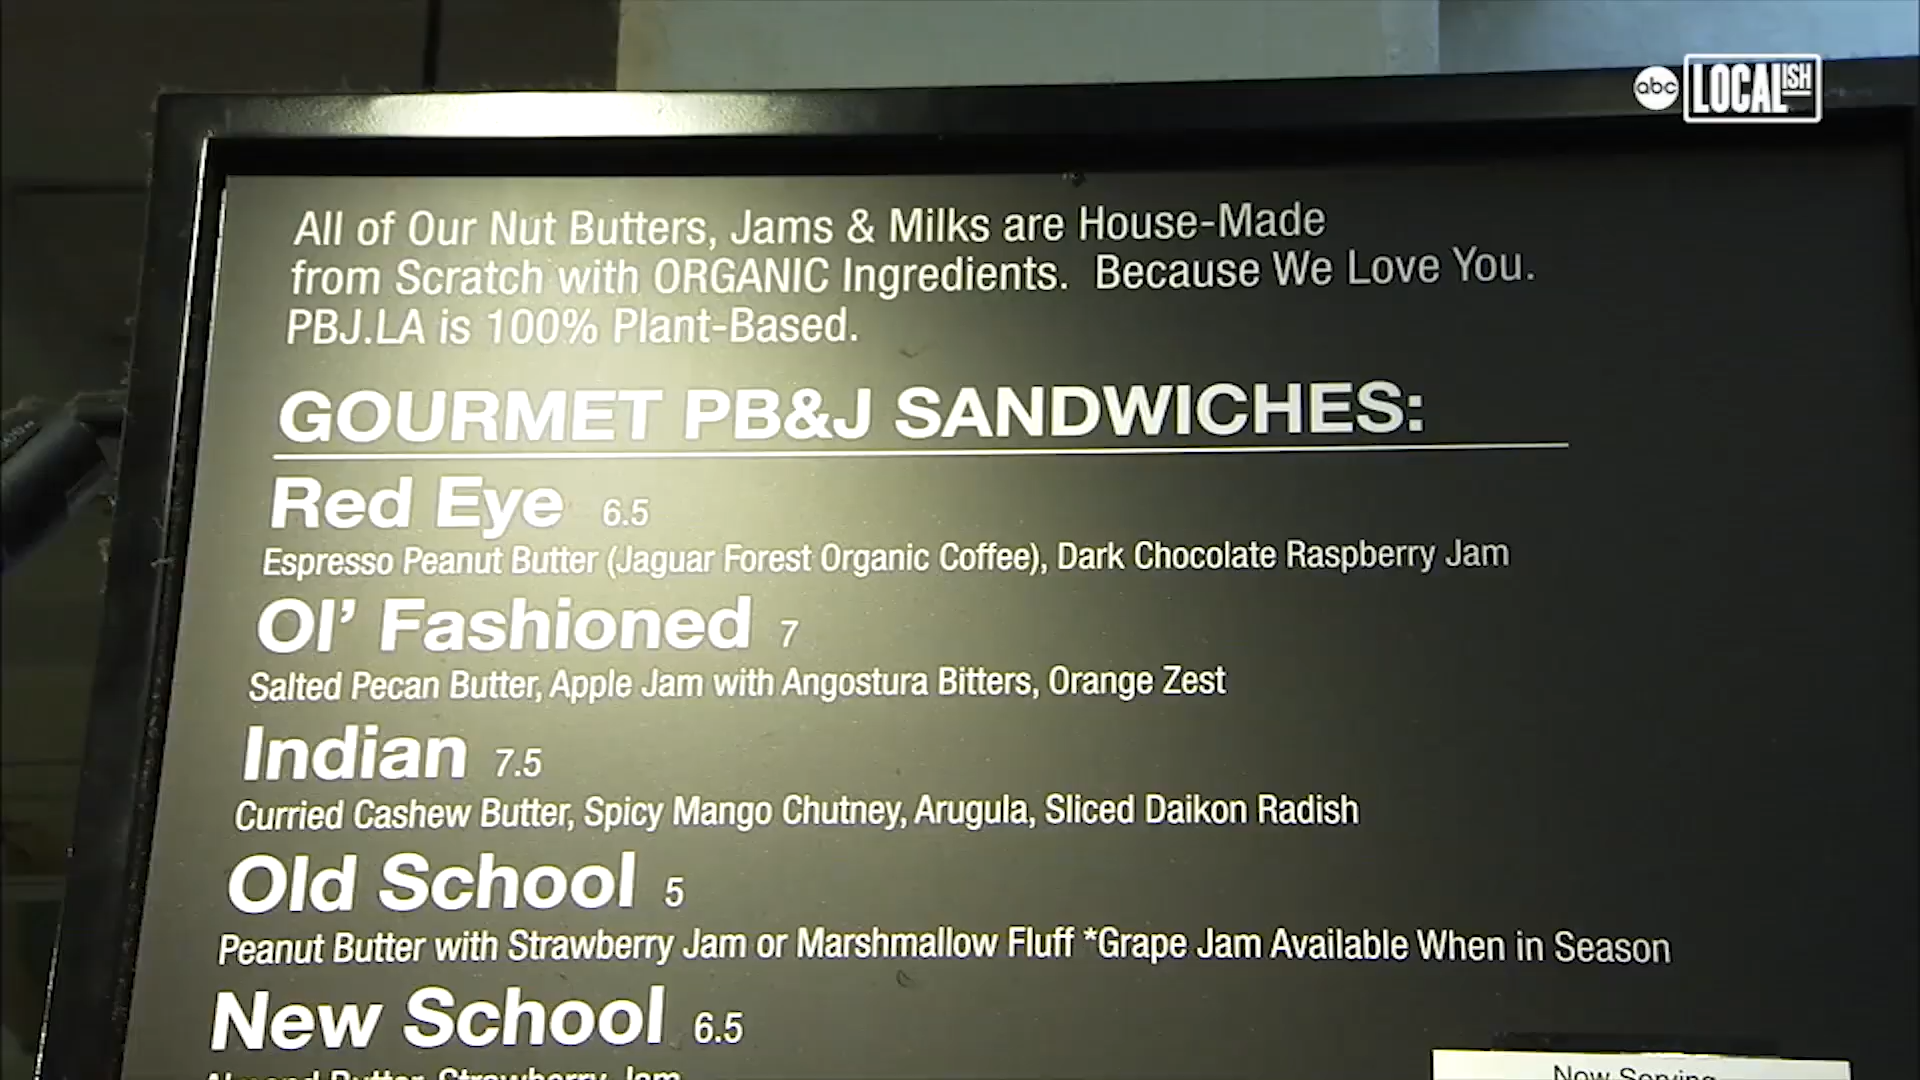 abc LOCALISH
All of Our Nut Butters, Jams & Milks are House-Made
from Scratch with ORGANIC Ingredients. Because We Love You.
PBJ.LA is 100% Plant-Based.
GOURMET PB&J SANDWICHES:
Red Eye 6.5
Espresso Peanut Butter (Jaguar Forest Organic Coffee), Dark Chocolate Raspberry Jam
Ol' Fashioned 7
Salted Pecan Butter, Apple Jam with Angostura Bitters, Orange Zest
Indian 7.5
Curried Cashew Butter, Spicy Mango Chutney, Arugula, Sliced Daikon Radish
Old School 5
Peanut Butter with Strawberry Jam or Marshmallow Fluff *Grape Jam Available When in Season
New School 6.5
Almond Butter, Strawberry Jam
Now Serving